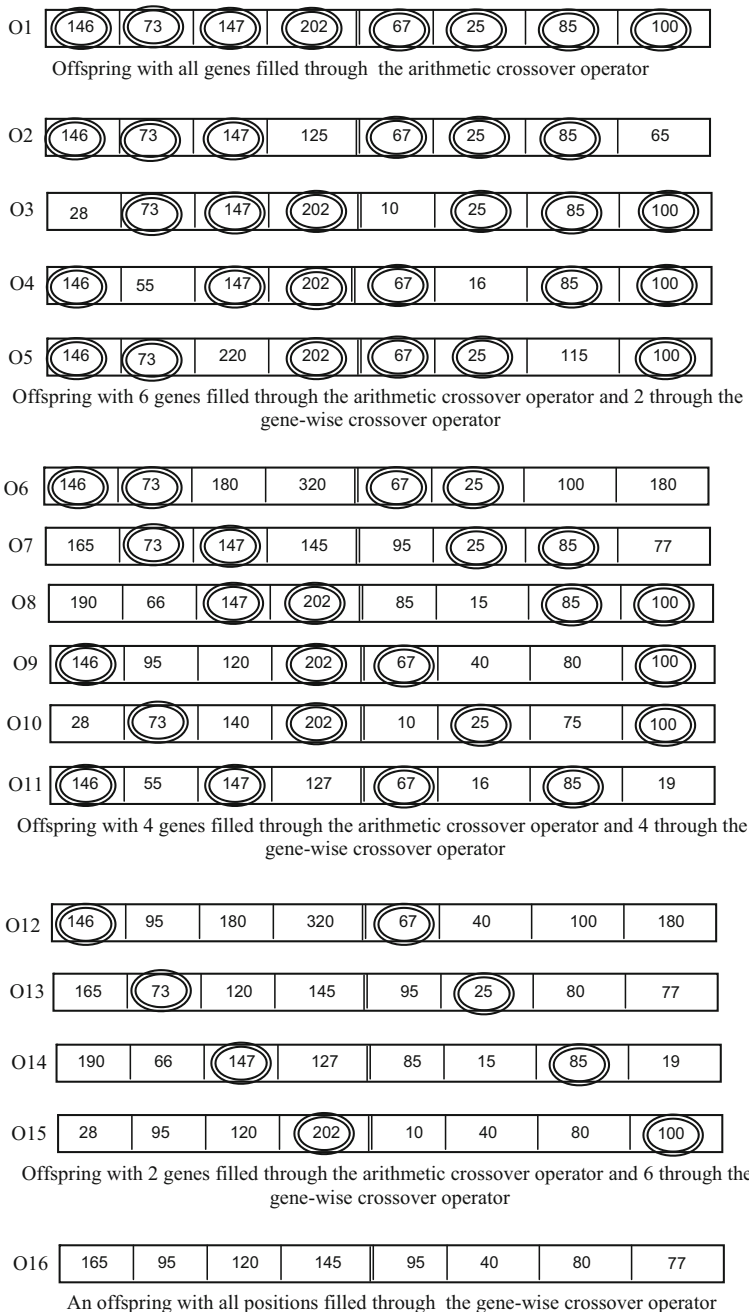 O1 146 73 147 202 67 25 85 100
Offspring with all genes filled through the arithmetic crossover operator
O2 146 73 147 125 67 25 85 65
O3 28 73 147 202 10 25 85 100
O4 146 55 147 202 67 16 85 100
O5 146 73 220 202 67 25 115 100
Offspring with 6 genes filled through the arithmetic crossover operator and 2 through the
gene-wise crossover operator
O6 146 73 180 320 67 25 100 180
O7 165 73 147 145 95 25 85 77
O8 190 66 147 202 85 15 85 100
O9 146 95 120 202 67 40 80 100
O10 28 73 140 202 10 25 75 100
O11 146 55 147 127 67 16 85 19
Offspring with 4 genes filled through the arithmetic crossover operator and 4 through the
gene-wise crossover operator
O12 146 95 180 320 67 40 100 180
O13 165 73 120 145 95 25 80 77
O14 190 66 147 127 85 15 85 19
O15 28 95 120 202 10 40 80 100
Offspring with 2 genes filled through the arithmetic crossover operator and 6 through the
gene-wise crossover operator
O16 165 95 120 145 95 40 80 77
An offspring with all positions filled through the gene-wise crossover operator